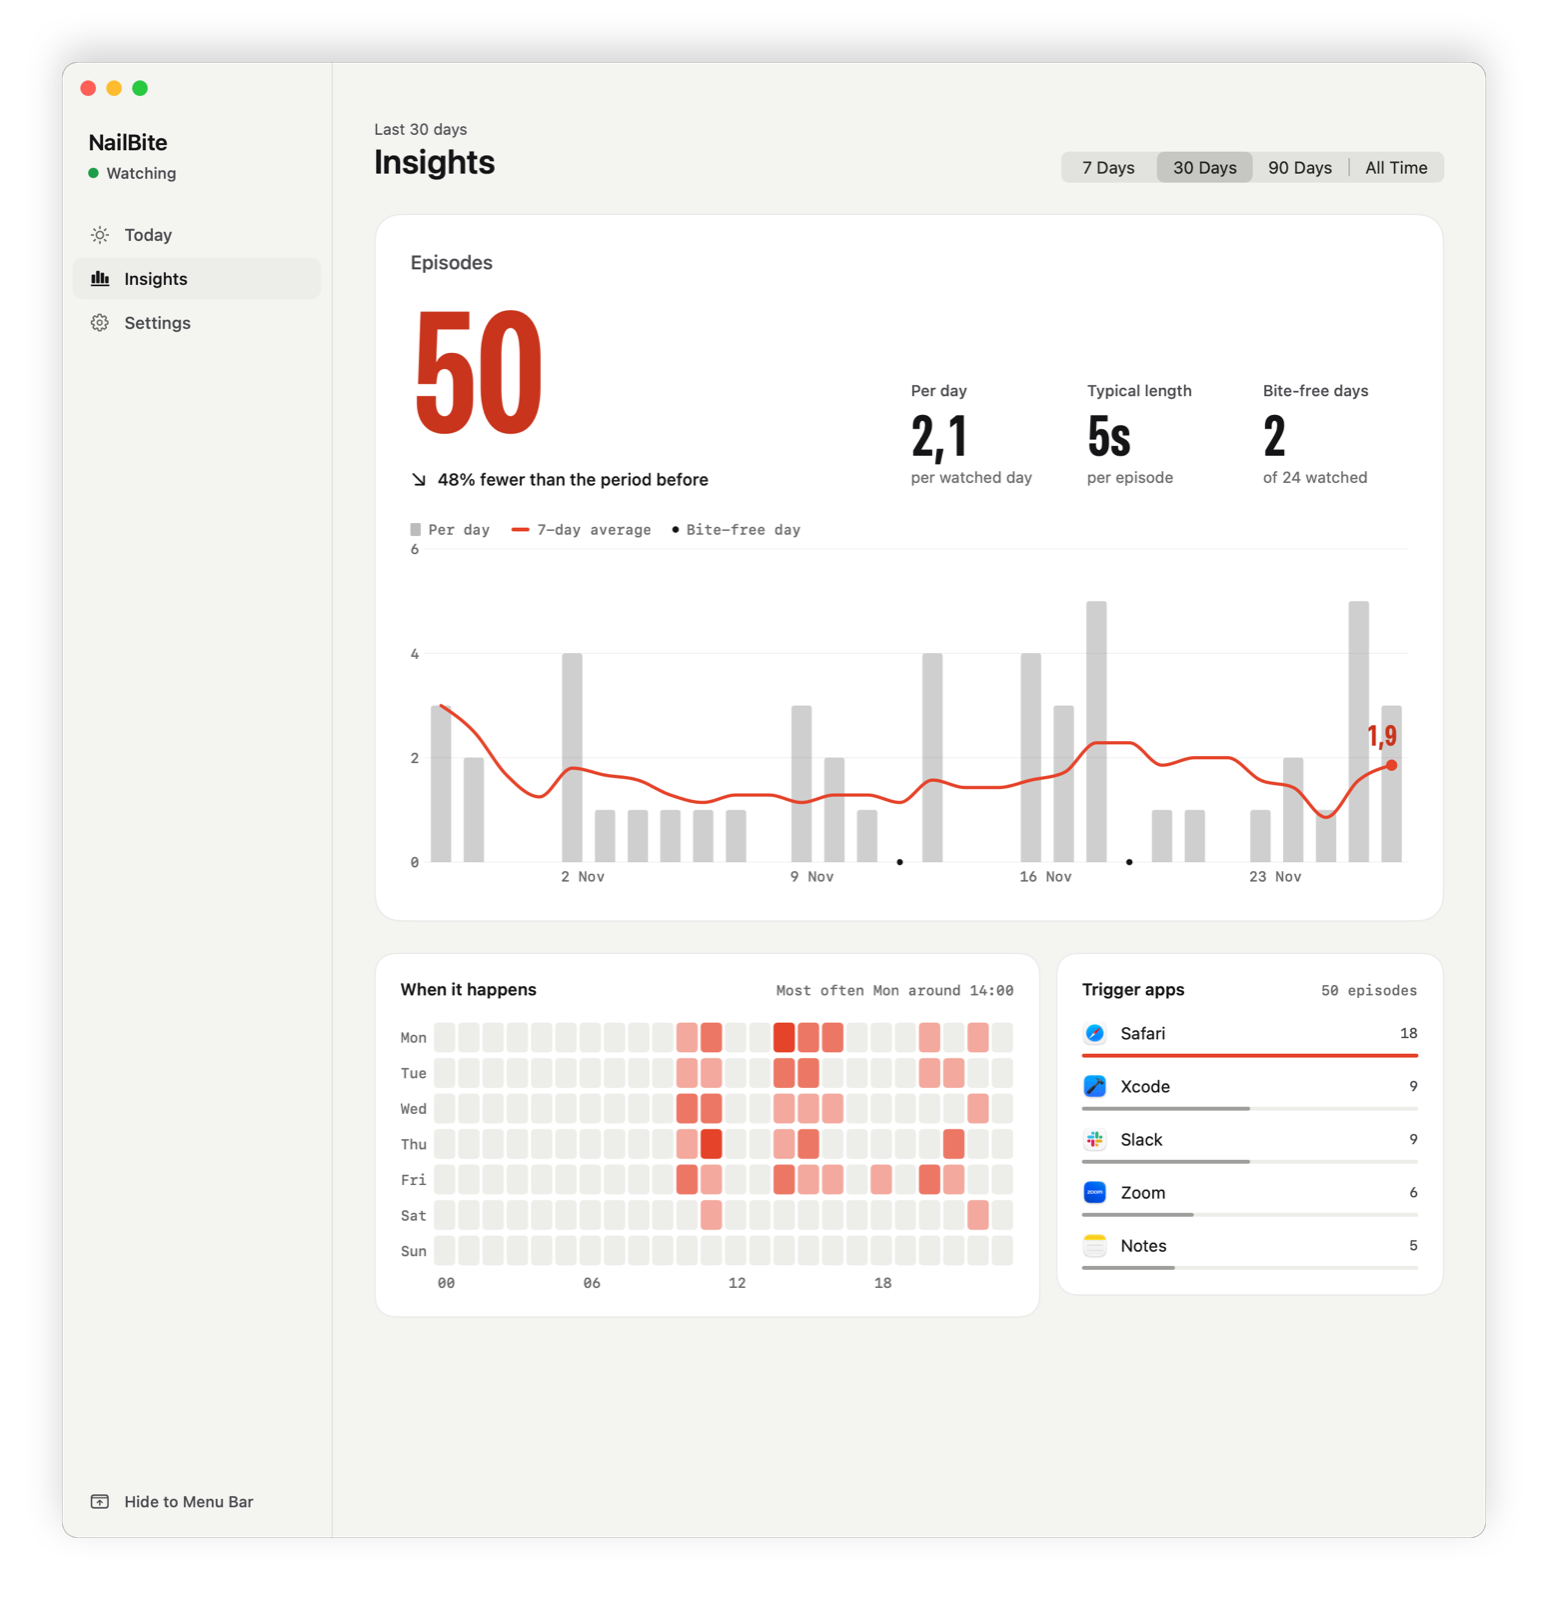 NailBite
Watching
Today
Insights
Settings
Hide to Menu Bar
Last 30 days
Insights
7 Days
30 Days
90 Days
All Time
Episodes
50
48% fewer than the period before
Per day
2,1
per watched day
Typical length
5s
per episode
Bite-free days
2
of 24 watched
Per day
7-day average
Bite-free day
6
4
2
0
1,9
2 Nov
9 Nov
16 Nov
23 Nov
When it happens
Most often Mon around 14:00
Mon
Tue
Wed
Thu
Fri
Sat
Sun
00
06
12
18
Trigger apps
50 episodes
Safari
18
Xcode
9
Slack
9
zoom
Zoom
6
Notes
5